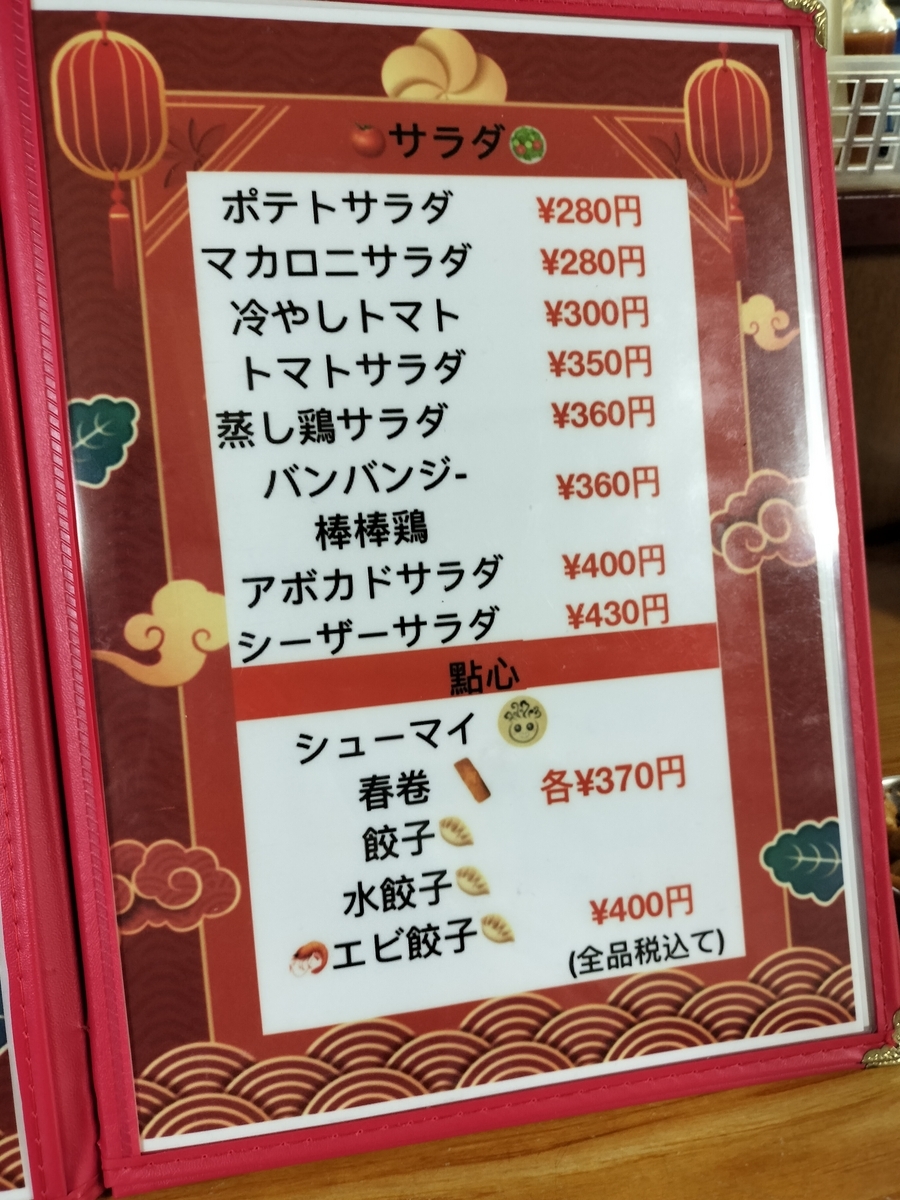 サラダ
ポテトサラダ ¥280円
マカロニサラダ ¥280円
冷やしトマト ¥300円
トマトサラダ ¥350円
蒸し鶏サラダ ¥360円
バンバンジ- ¥360円
棒棒鶏
アボカドサラダ ¥400円
シーザーサラダ ¥430円
點心
シューマイ
春巻 各¥370円
餃子
水餃子
エビ餃子 ¥400円
(全品税込て)